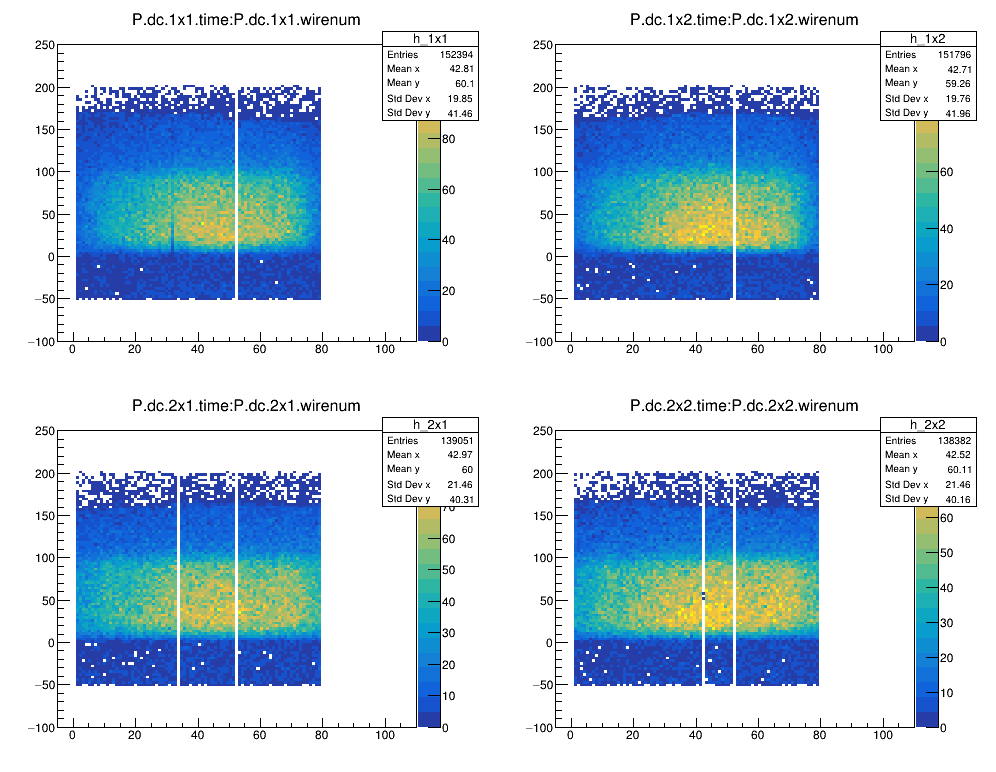 P.dc.1x1.time:P.dc.1x1.wirenum
h_1x1
Entries 152394
Mean x 42.81
Mean y 60.1
Std Dev x 19.85
Std Dev y 41.46
250
200
150
100
50
0
−50
−100
0 20 40 60 80 100
80
60
40
20
0
P.dc.1x2.time:P.dc.1x2.wirenum
h_1x2
Entries 151796
Mean x 42.71
Mean y 59.26
Std Dev x 19.76
Std Dev y 41.96
250
200
150
100
50
0
−50
−100
0 20 40 60 80 100
60
40
20
0
P.dc.2x1.time:P.dc.2x1.wirenum
h_2x1
Entries 139051
Mean x 42.97
Mean y 60
Std Dev x 21.46
Std Dev y 40.31
250
200
150
100
50
0
−50
−100
0 20 40 60 80 100
70
60
50
40
30
20
10
0
P.dc.2x2.time:P.dc.2x2.wirenum
h_2x2
Entries 138382
Mean x 42.52
Mean y 60.11
Std Dev x 21.46
Std Dev y 40.16
250
200
150
100
50
0
−50
−100
0 20 40 60 80 100
60
50
40
30
20
10
0